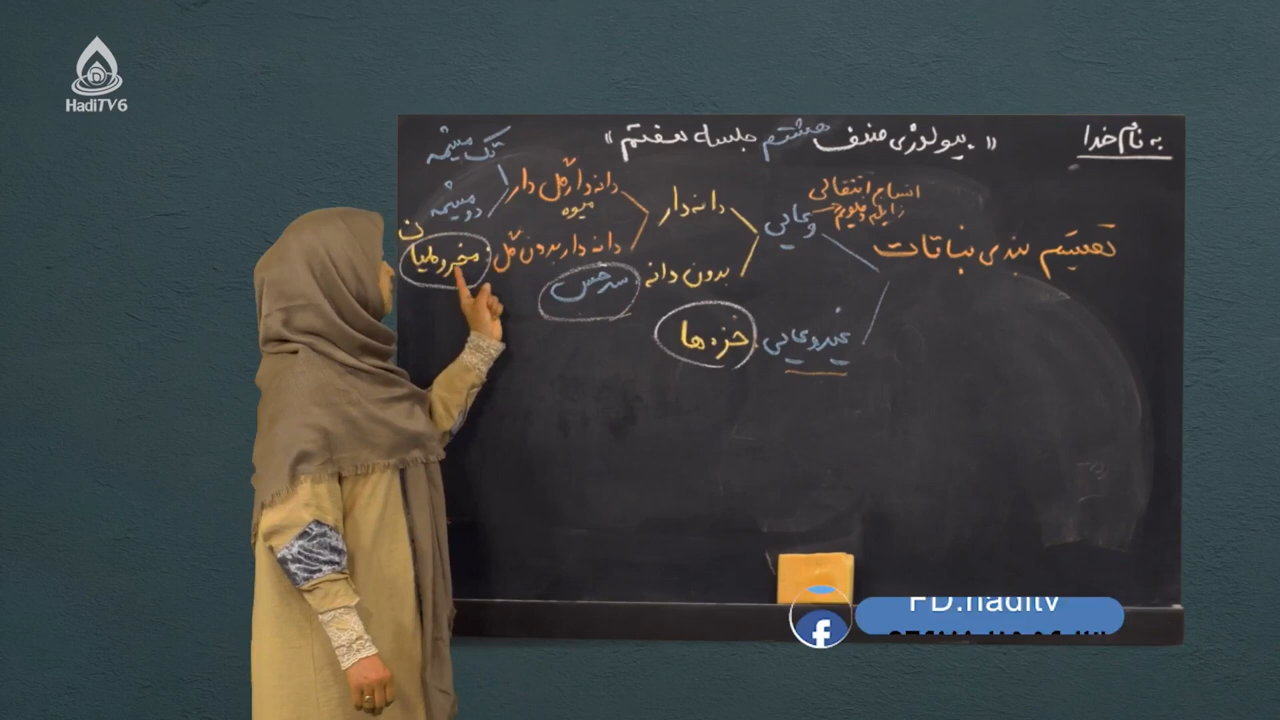 HadiTV6
به نام خدا
« بیولوژی صنف هشتم جلسه هفتم »
تقسیم بندی نباتات
وعایی
انساج انتقالی
زایلم و فلویم
غیروعایی
خزه ها
دانه دار
بدون دانه
سرخس
دانه دار گل دار
میوه
دانه دار بدون گل
تک مشیمه
دو مشیمه
مخروطیان
FD.haditv